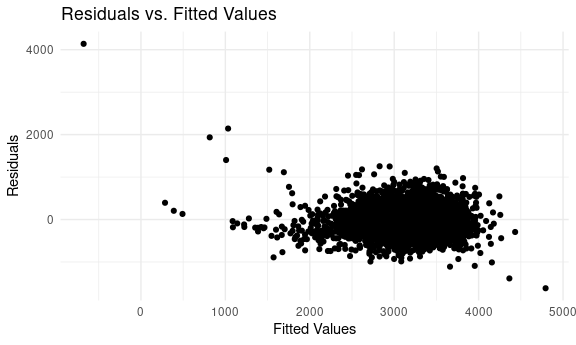 Residuals vs. Fitted Values
4000
2000
0
Residuals
0 1000 2000 3000 4000 5000
Fitted Values